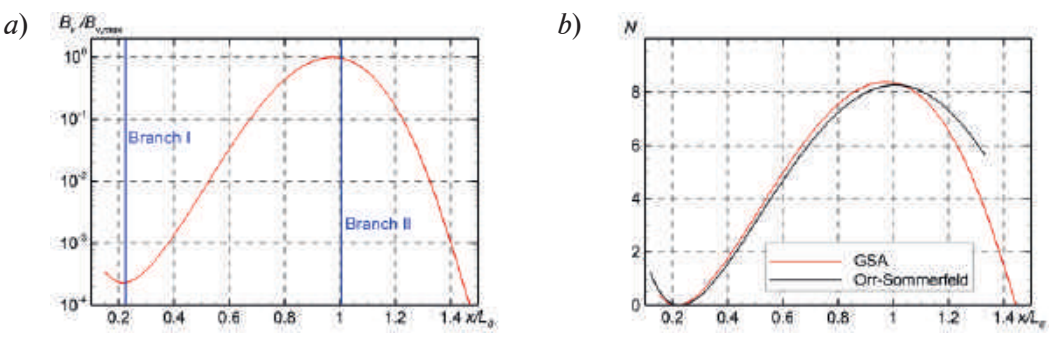 a)
B_v /B_v,max
10^0
10^-1
10^-2
10^-3
10^-4
Branch I
Branch II
0.2 0.4 0.6 0.8 1 1.2 1.4 x/L_0
b)
N
8
6
4
2
0
GSA
Orr-Sommerfeld
0.2 0.4 0.6 0.8 1 1.2 1.4 x/L_0